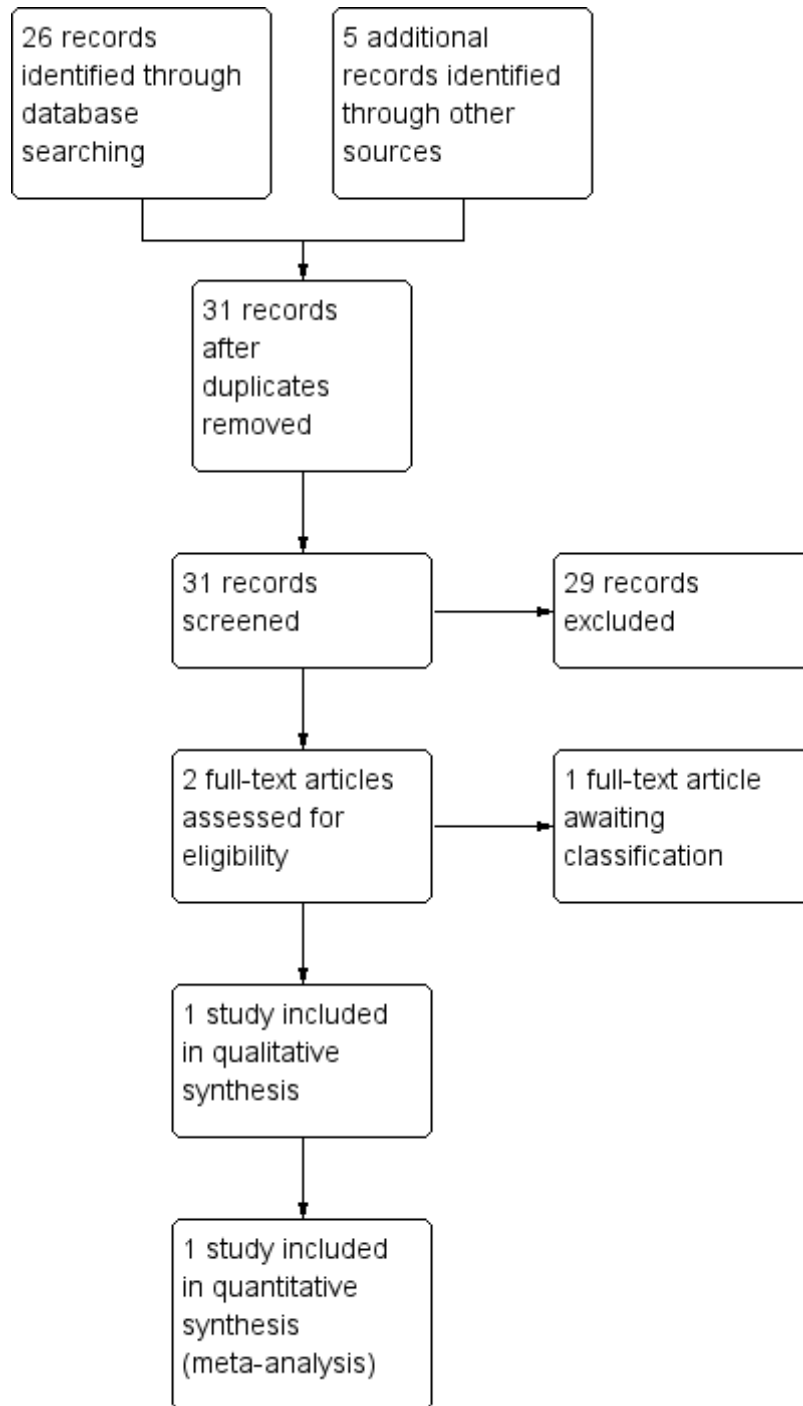 26 records
identified through
database
searching
5 additional
records identified
through other
sources
31 records
after
duplicates
removed
31 records
screened
29 records
excluded
2 full-text articles
assessed for
eligibility
1 full-text article
awaiting
classification
1 study included
in qualitative
synthesis
1 study included
in quantitative
synthesis
(meta-analysis)